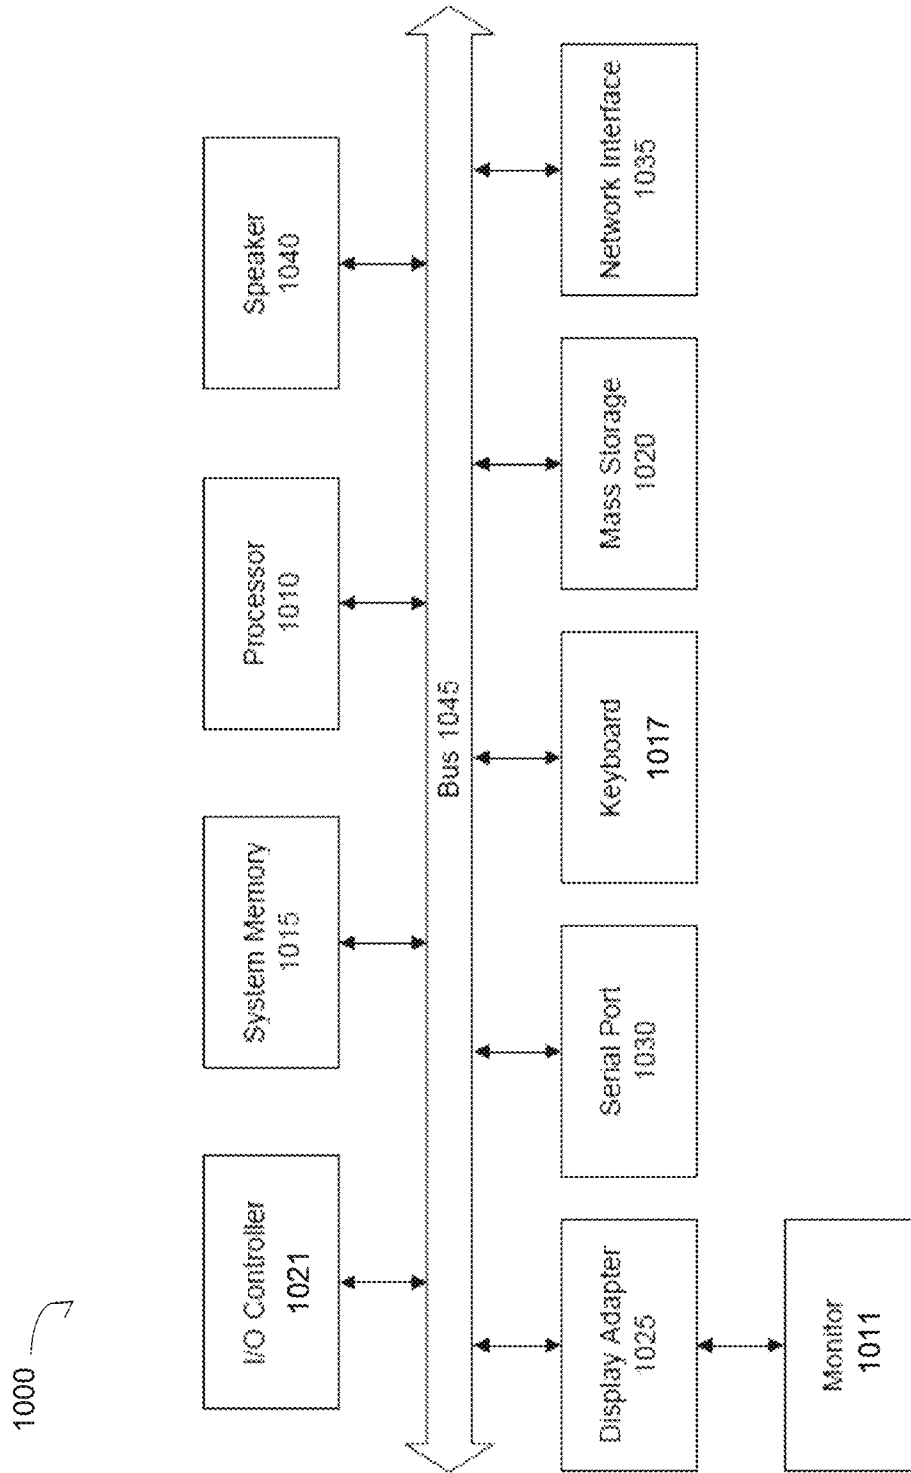 1000
I/O Controller
1021
System Memory
1015
Processor
1010
Speaker
1040
Bus 1045
Display Adapter
1025
Serial Port
1030
Keyboard
1017
Mass Storage
1020
Network Interface
1035
Monitor
1011